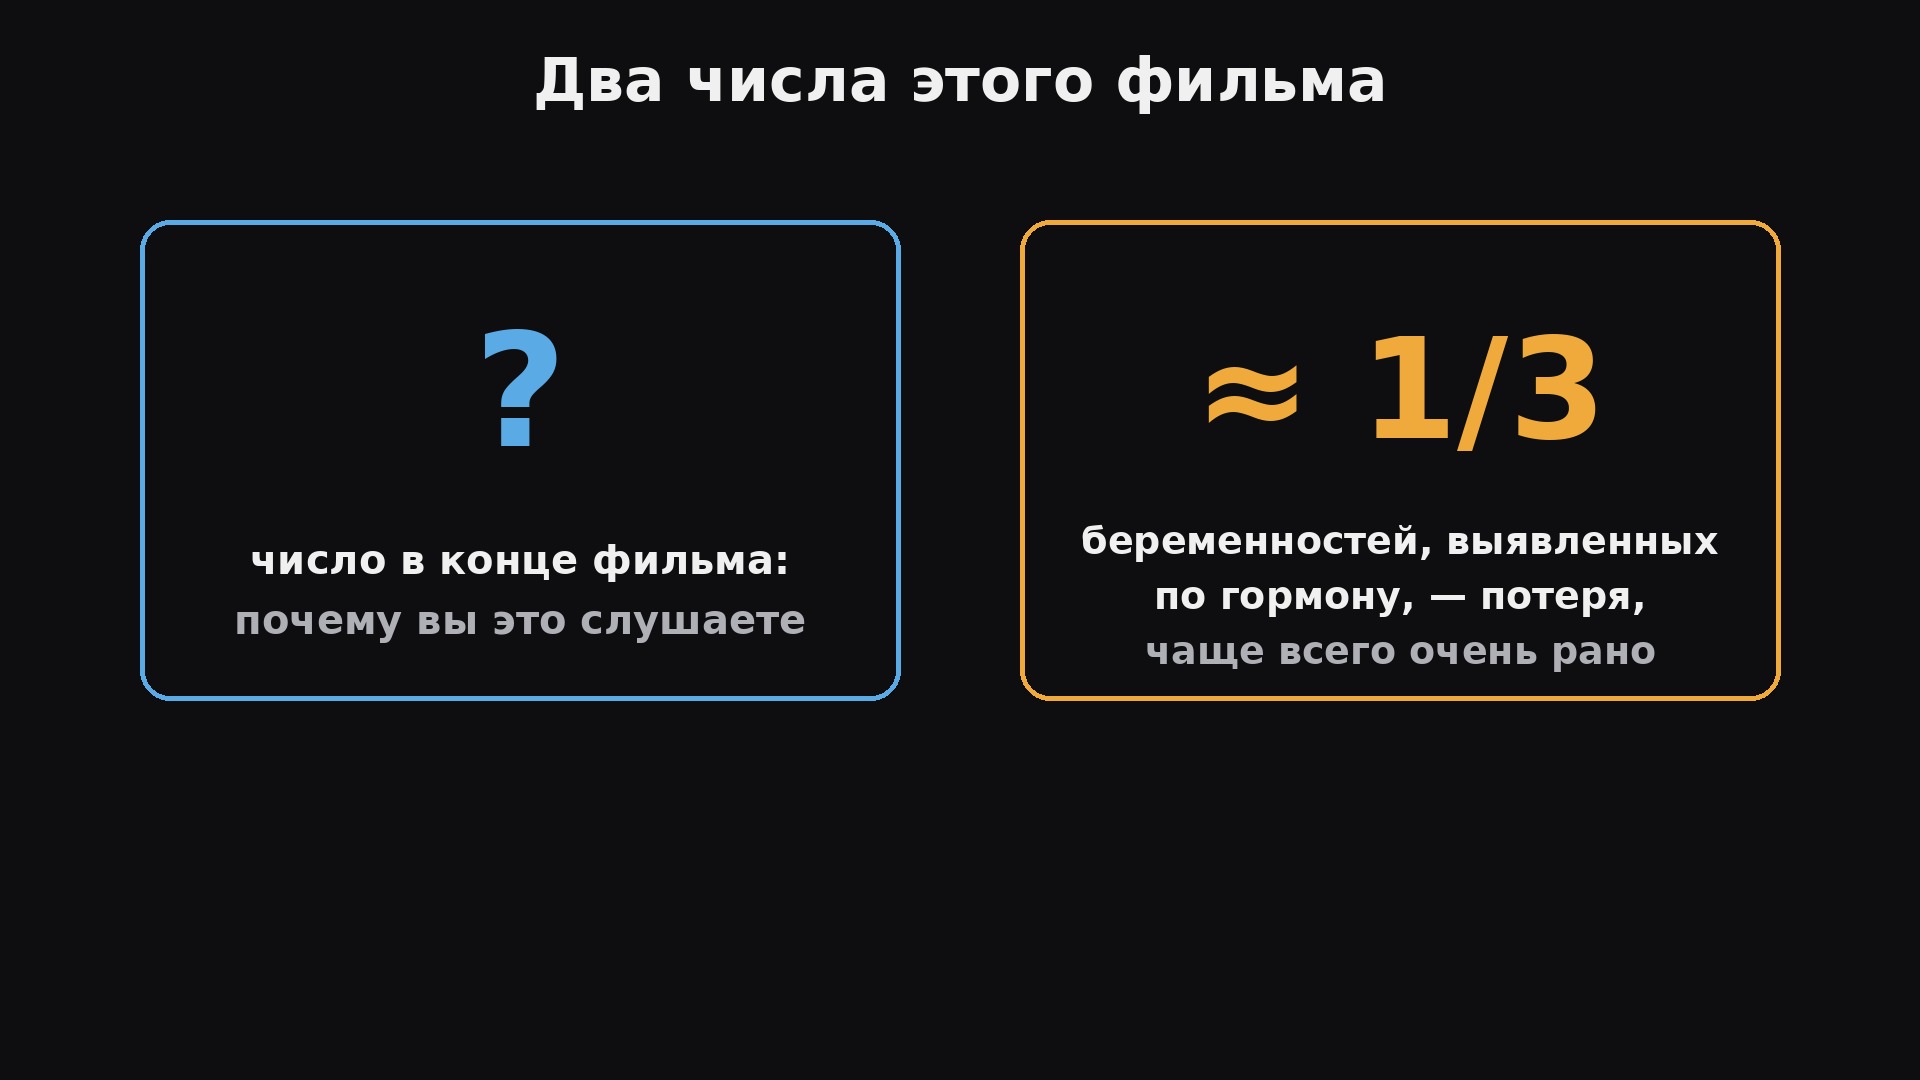 Два числа этого фильма
?
число в конце фильма:
почему вы это слушаете
≈ 1/3
беременностей, выявленных
по гормону, — потеря,
чаще всего очень рано